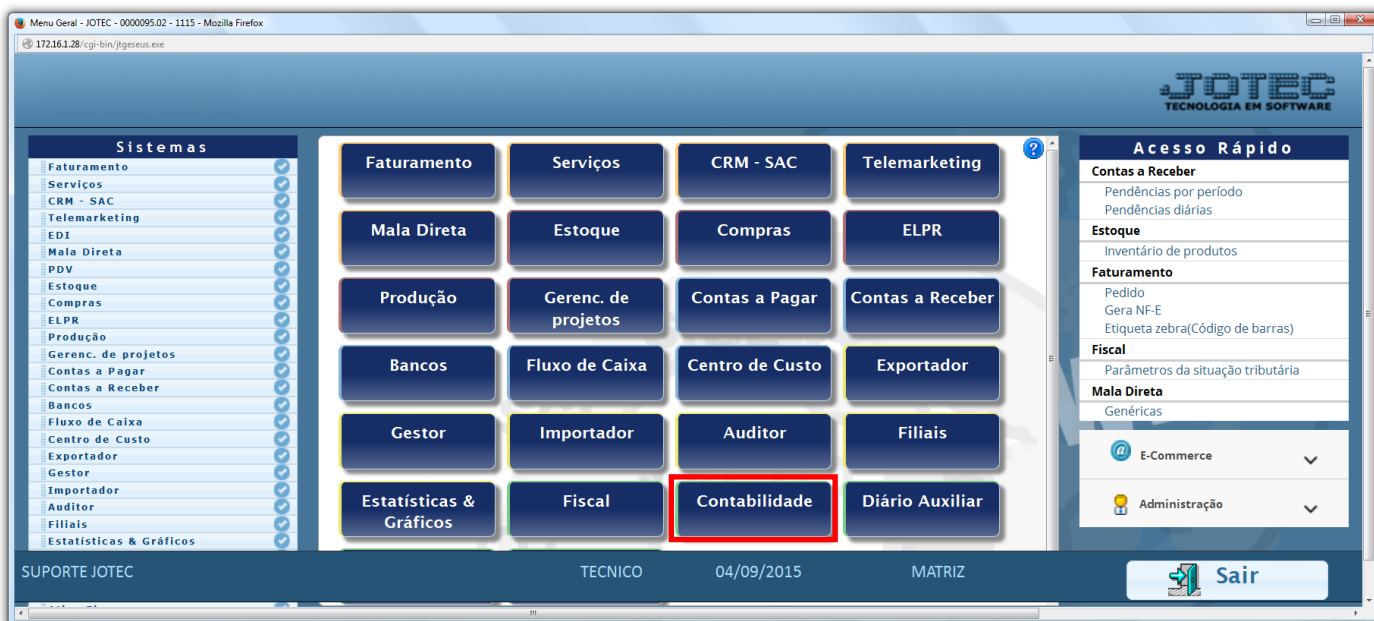 Menu Geral - JOTEC - 0000095.02 - 1115 - Mozilla Firefox
172.16.1.28/cgi-bin/jtgeseus.exe
JOTEC
TECNOLOGIA EM SOFTWARE
Sistemas
Faturamento
Serviços
CRM - SAC
Telemarketing
EDI
Mala Direta
PDV
Estoque
Compras
ELPR
Produção
Gerenc. de projetos
Contas a Pagar
Contas a Receber
Bancos
Fluxo de Caixa
Centro de Custo
Exportador
Gestor
Importador
Auditor
Filiais
Estatísticas & Gráficos
Faturamento
Serviços
CRM - SAC
Telemarketing
Mala Direta
Estoque
Compras
ELPR
Produção
Gerenc. de
projetos
Contas a Pagar
Contas a Receber
Bancos
Fluxo de Caixa
Centro de Custo
Exportador
Gestor
Importador
Auditor
Filiais
Estatísticas &
Gráficos
Fiscal
Contabilidade
Diário Auxiliar
?
Acesso Rápido
Contas a Receber
Pendências por período
Pendências diárias
Estoque
Inventário de produtos
Faturamento
Pedido
Gera NF-E
Etiqueta zebra(Código de barras)
Fiscal
Parâmetros da situação tributária
Mala Direta
Genéricas
@ E-Commerce
Administração
SUPORTE JOTEC
TECNICO
04/09/2015
MATRIZ
Sair